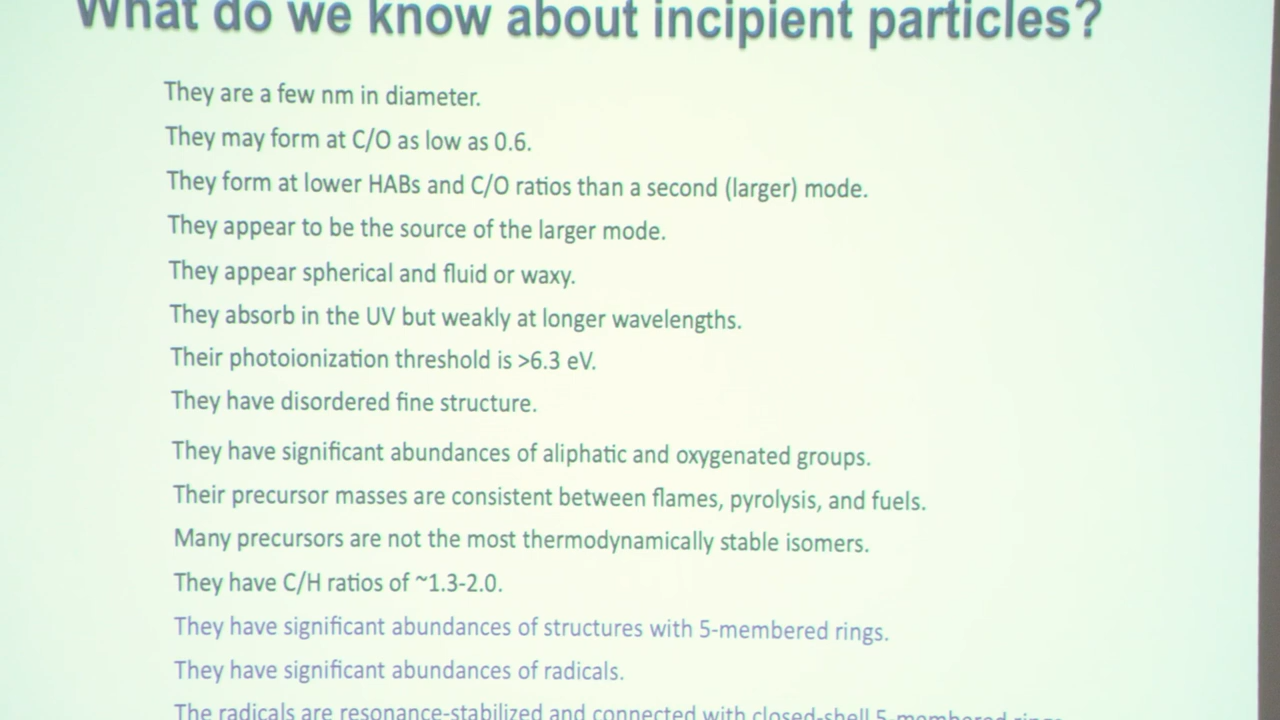 What do we know about incipient particles?
They are a few nm in diameter.
They may form at C/O as low as 0.6.
They form at lower HABs and C/O ratios than a second (larger) mode.
They appear to be the source of the larger mode.
They appear spherical and fluid or waxy.
They absorb in the UV but weakly at longer wavelengths.
Their photoionization threshold is >6.3 eV.
They have disordered fine structure.
They have significant abundances of aliphatic and oxygenated groups.
Their precursor masses are consistent between flames, pyrolysis, and fuels.
Many precursors are not the most thermodynamically stable isomers.
They have C/H ratios of ~1.3-2.0.
They have significant abundances of structures with 5-membered rings.
They have significant abundances of radicals.
The radicals are resonance-stabilized and connected with closed-shell 5-membered rings